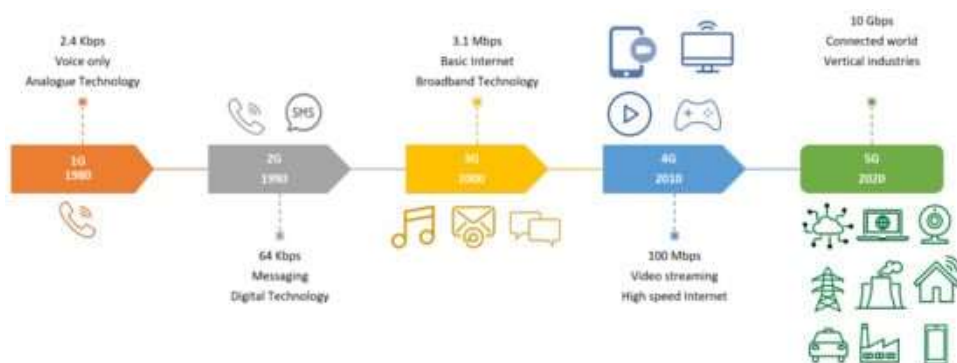 2.4 Kbps
Voice only
Analogue Technology
1G
1980
SMS
2G
1990
64 Kbps
Messaging
Digital Technology
3.1 Mbps
Basic Internet
Broadband Technology
3G
2000
4G
2010
100 Mbps
Video streaming
High speed Internet
10 Gbps
Connected world
Vertical industries
5G
2020